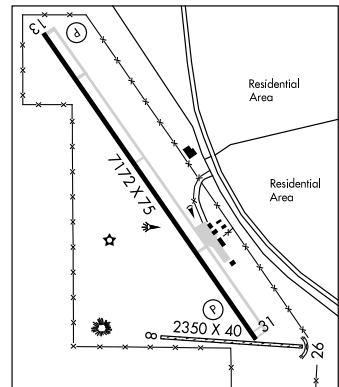 13
P
Residential
Area
7172 X 75
Residential
Area
P
31
8
2350 X 40
26